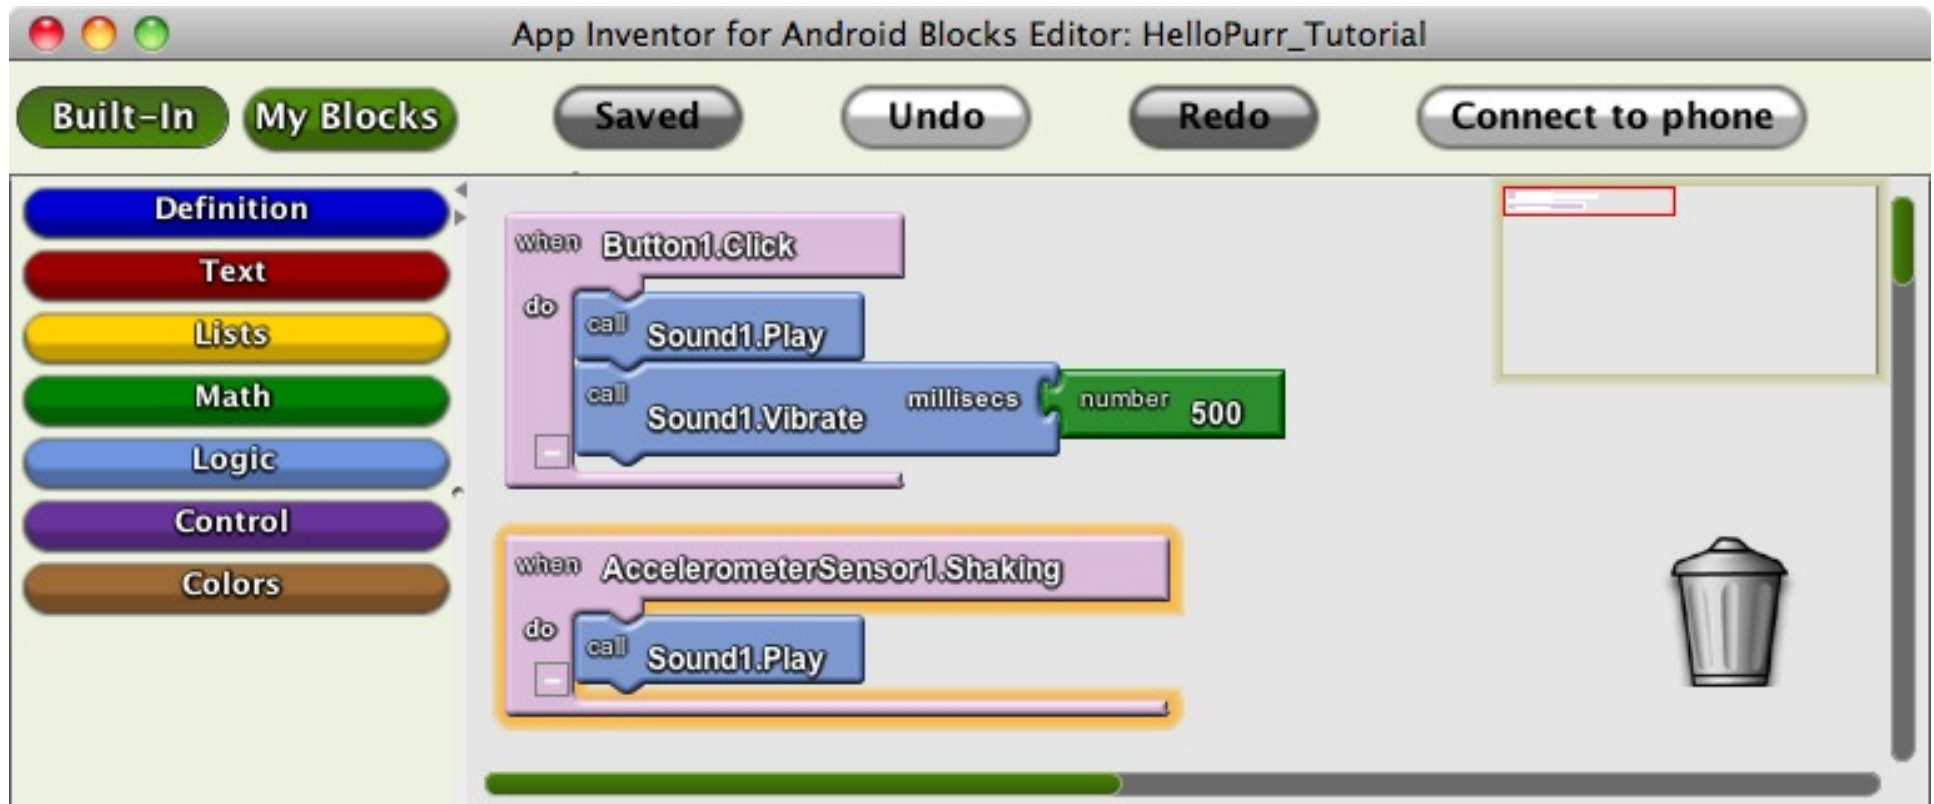 App Inventor for Android Blocks Editor: HelloPurr_Tutorial
Built-In My Blocks Saved Undo Redo Connect to phone
Definition
Text
Lists
Math
Logic
Control
Colors
when Button1.Click
do
call Sound1.Play
call Sound1.Vibrate millisecs number 500
when AccelerometerSensor1.Shaking
do
call Sound1.Play